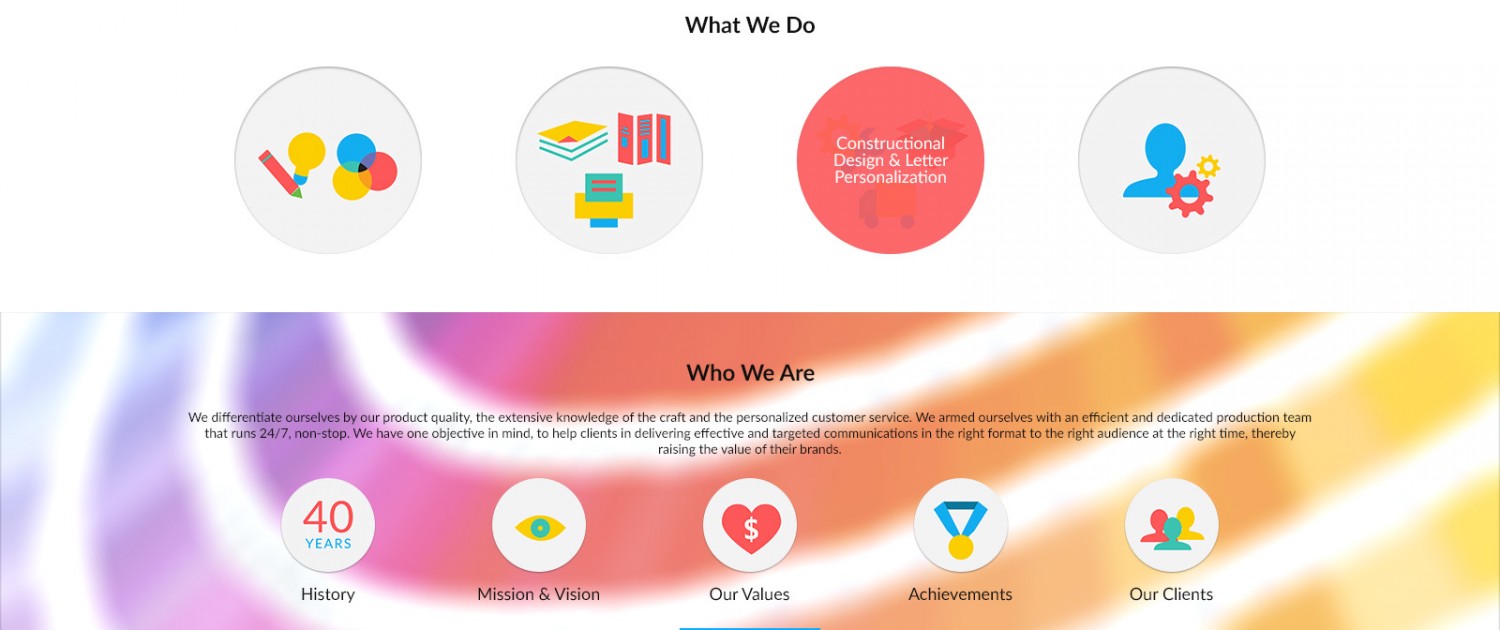 What We Do
Constructional
Design & Letter
Personalization
Who We Are
We differentiate ourselves by our product quality, the extensive knowledge of the craft and the personalized customer service. We armed ourselves with an efficient and dedicated production team
that runs 24/7, non-stop. We have one objective in mind, to help clients in delivering effective and targeted communications in the right format to the right audience at the right time, thereby
raising the value of their brands.
40
YEARS
$
History
Mission & Vision
Our Values
Achievements
Our Clients